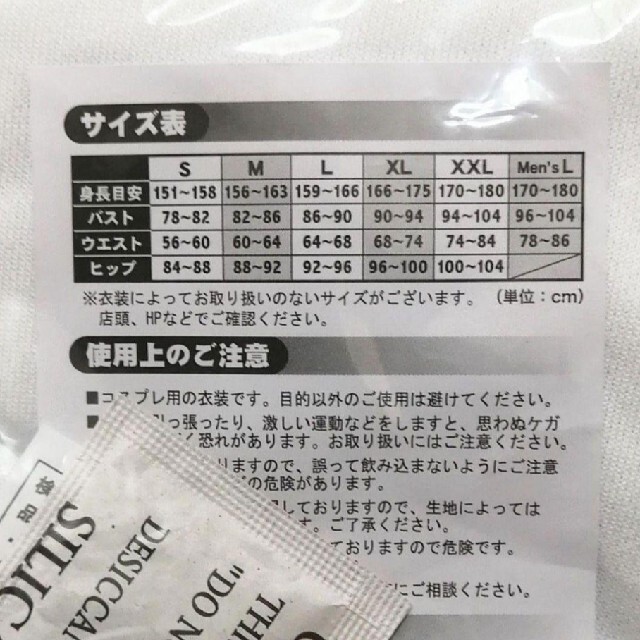 サイズ表
S M L XL XXL Men's L
身長目安 151~158 156~163 159~166 166~175 170~180 170~180
バスト 78~82 82~86 86~90 90~94 94~104 96~104
ウエスト 56~60 60~64 64~68 68~74 74~84 78~86
ヒップ 84~88 88~92 92~96 96~100 100~104
※衣装によってお取り扱いのないサイズがございます。 (単位:cm)
店頭、HPなどでご確認ください。
使用上のご注意
■コスプレ用の衣装です。目的以外のご使用は避けてください。
引っ張ったり、激しい運動などをしますと、思わぬケガ
く恐れがあります。お取り扱いにはご注意ください。
りますので、誤って飲み込まないようにご注意
の危険があります。
しておりますので、生地によっては
す。ご了承ください。
ておりますので危険です。
にご相談ください。
SILIC
DESICCA
"DO N
THR